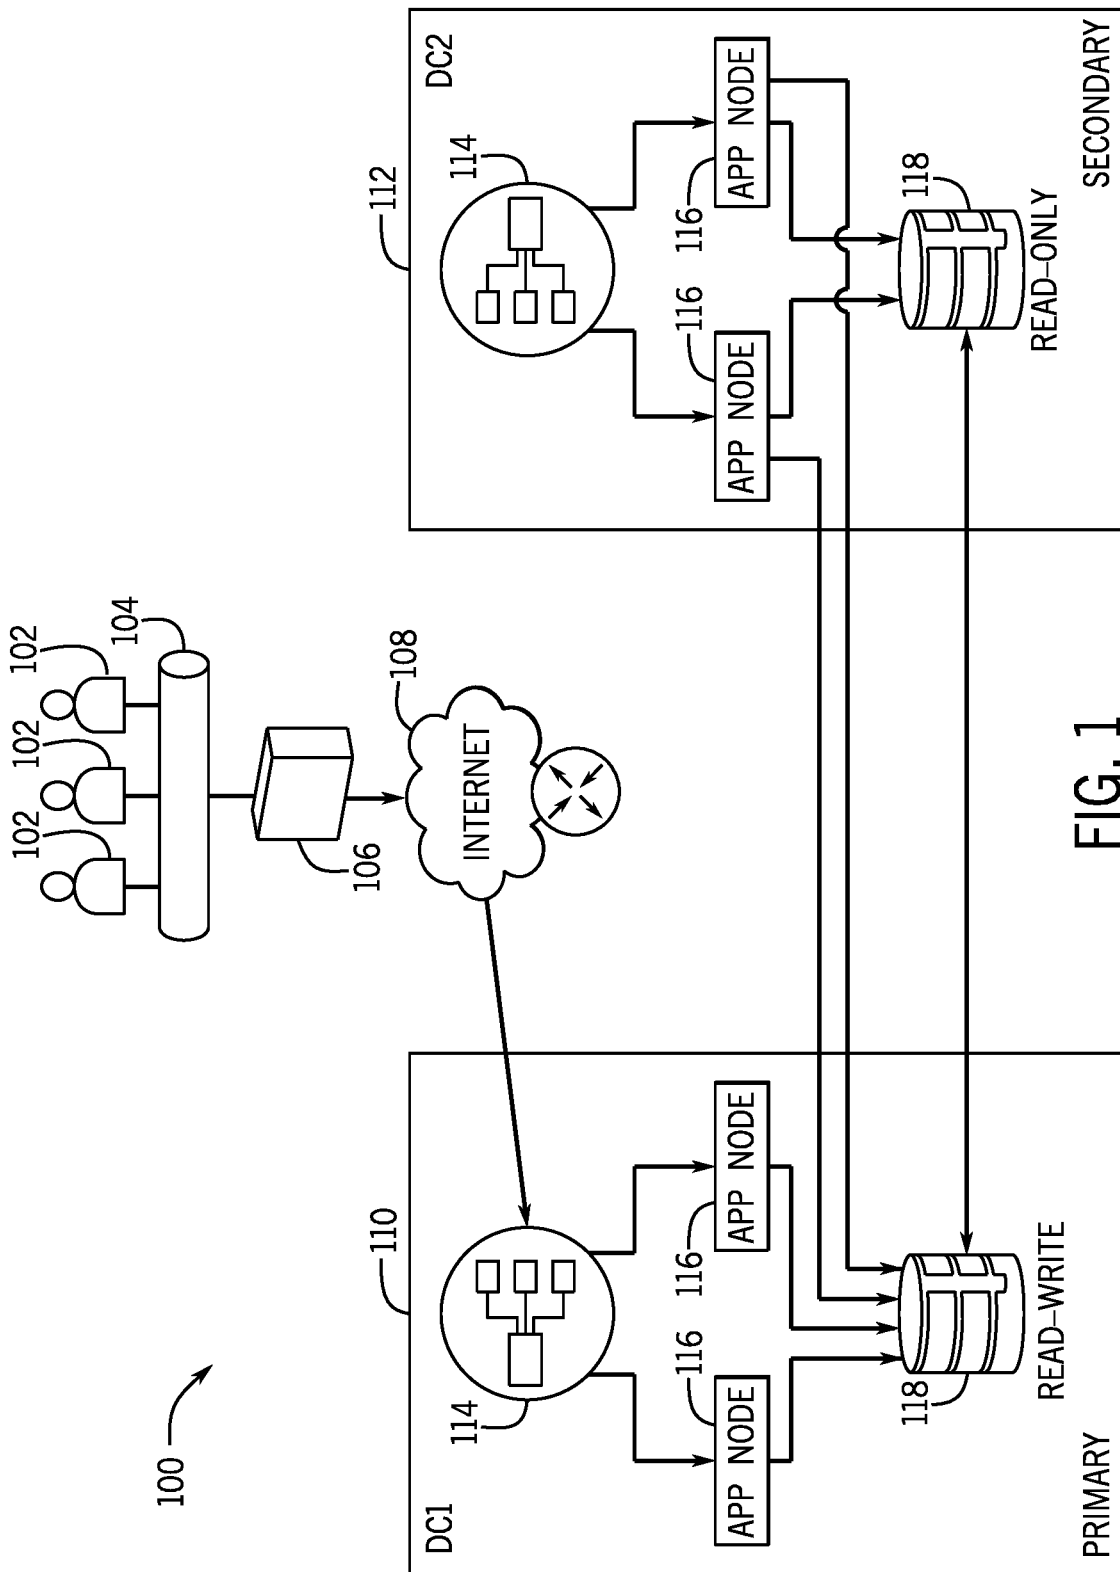 102
102
102
104
100
106
110
108
112
DC1
DC2
114
INTERNET
114
116
116
116
116
APP NODE
APP NODE
APP NODE
APP NODE
118
118
READ-WRITE
READ-ONLY
PRIMARY
FIG. 1
SECONDARY